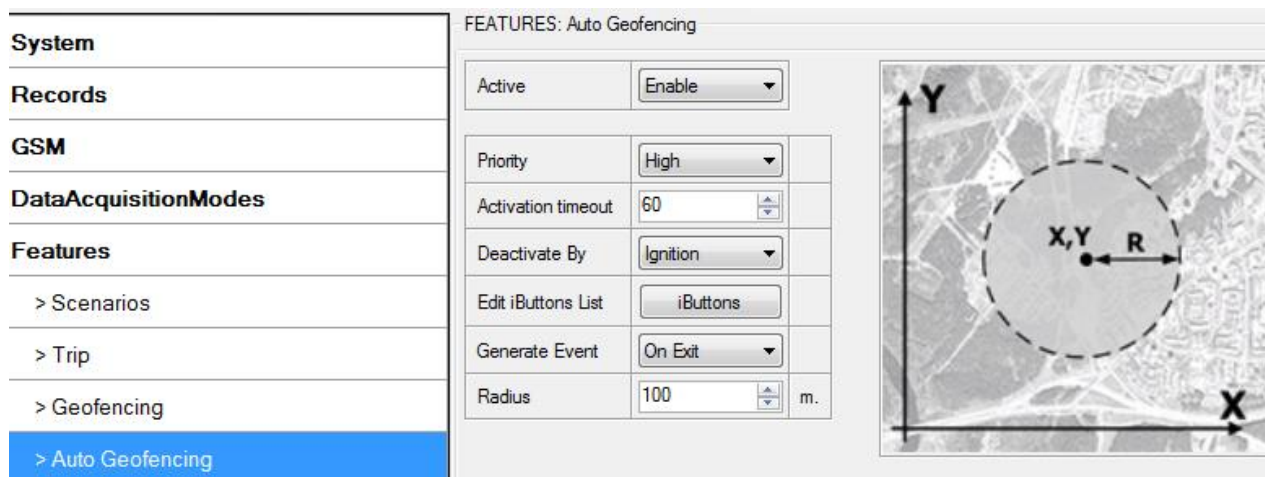 System
Records
GSM
DataAcquisitionModes
Features
> Scenarios
> Trip
> Geofencing
> Auto Geofencing
FEATURES: Auto Geofencing
Active Enable
Priority High
Activation timeout 60
Deactivate By Ignition
Edit iButtons List iButtons
Generate Event On Exit
Radius 100 m.
Y
X,Y R
X